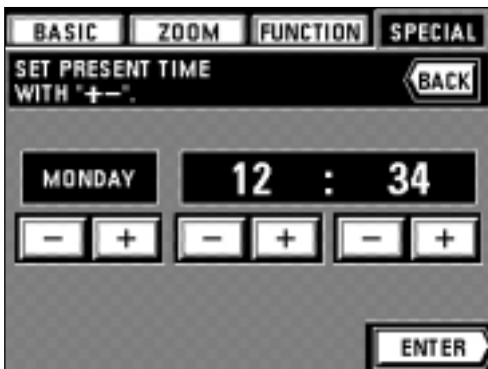 BASIC ZOOM FUNCTION SPECIAL
SET PRESENT TIME
WITH "+−".
BACK
MONDAY 12 : 34
− + − + − +
ENTER